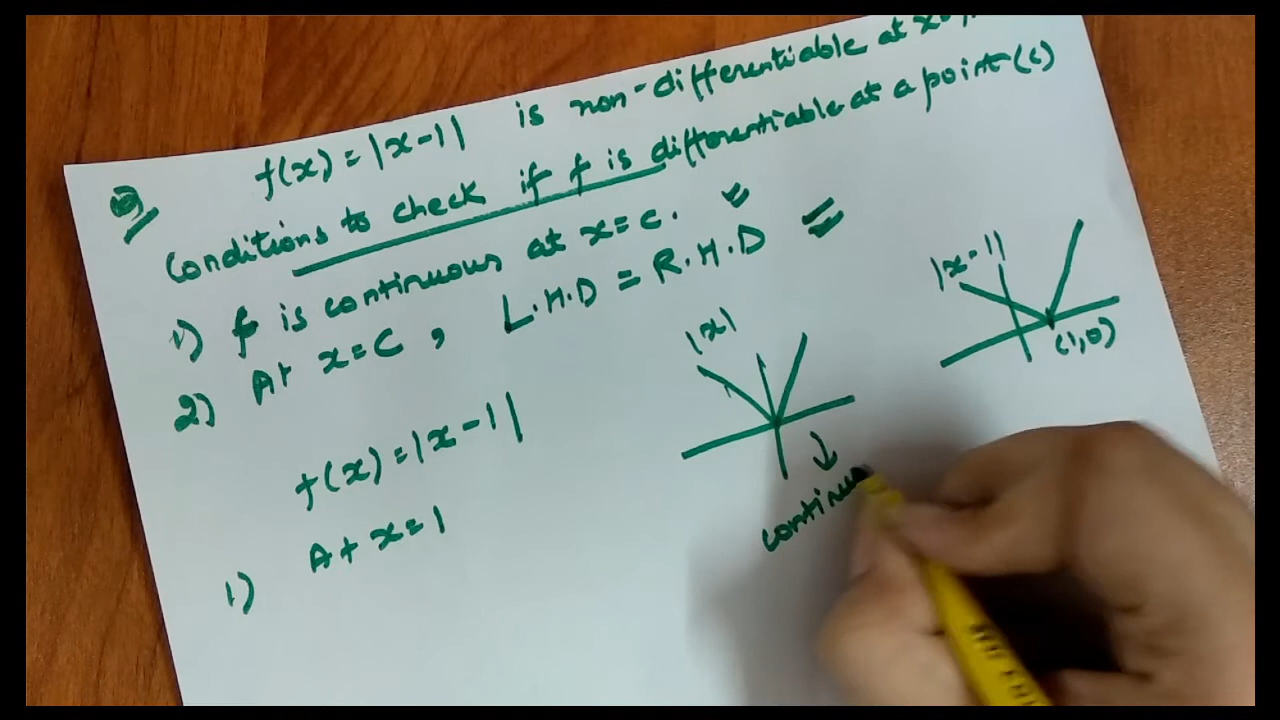 f(x) = |x-1| is non-differentiable at
Conditions to check if f is differentiable at a point (c)
1) f is continuous at x=c.
2) At x=c, L.H.D = R.H.D
|x|
|x-1|
(1,0)
f(x) = |x-1|
At x=1
1)
continu